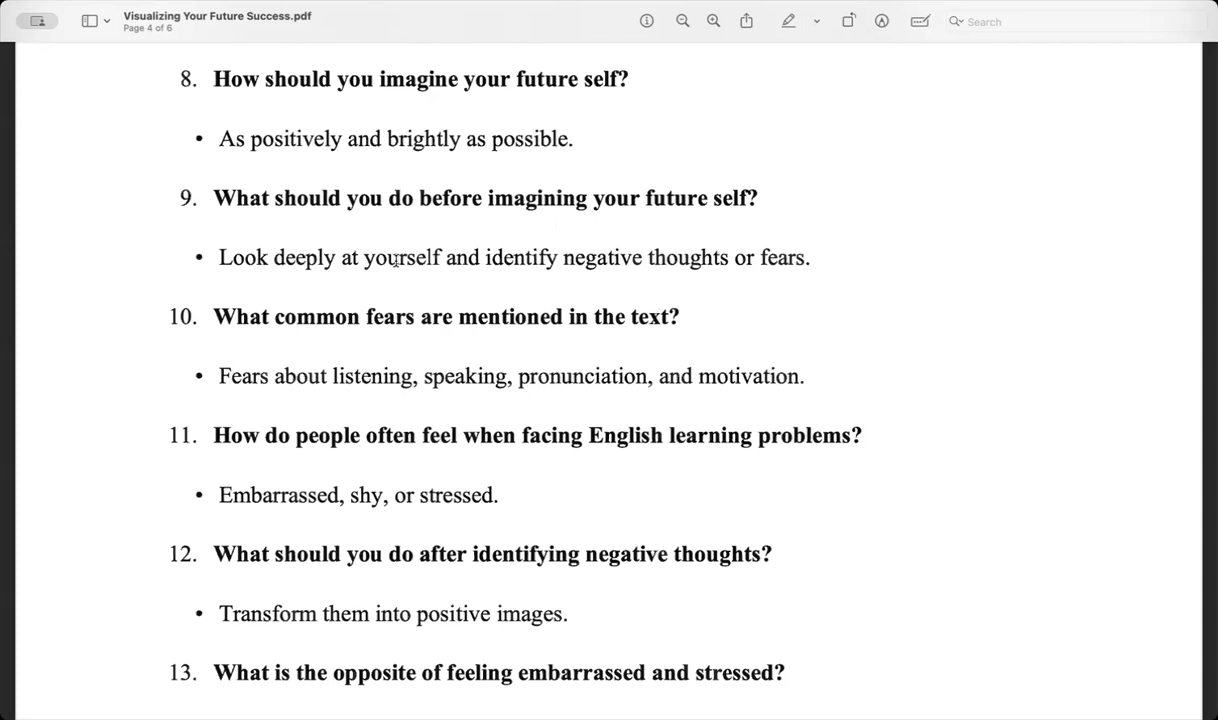 Visualizing Your Future Success.pdf
Page 4 of 6
Search
8. How should you imagine your future self?
• As positively and brightly as possible.
9. What should you do before imagining your future self?
• Look deeply at yourself and identify negative thoughts or fears.
10. What common fears are mentioned in the text?
• Fears about listening, speaking, pronunciation, and motivation.
11. How do people often feel when facing English learning problems?
• Embarrassed, shy, or stressed.
12. What should you do after identifying negative thoughts?
• Transform them into positive images.
13. What is the opposite of feeling embarrassed and stressed?